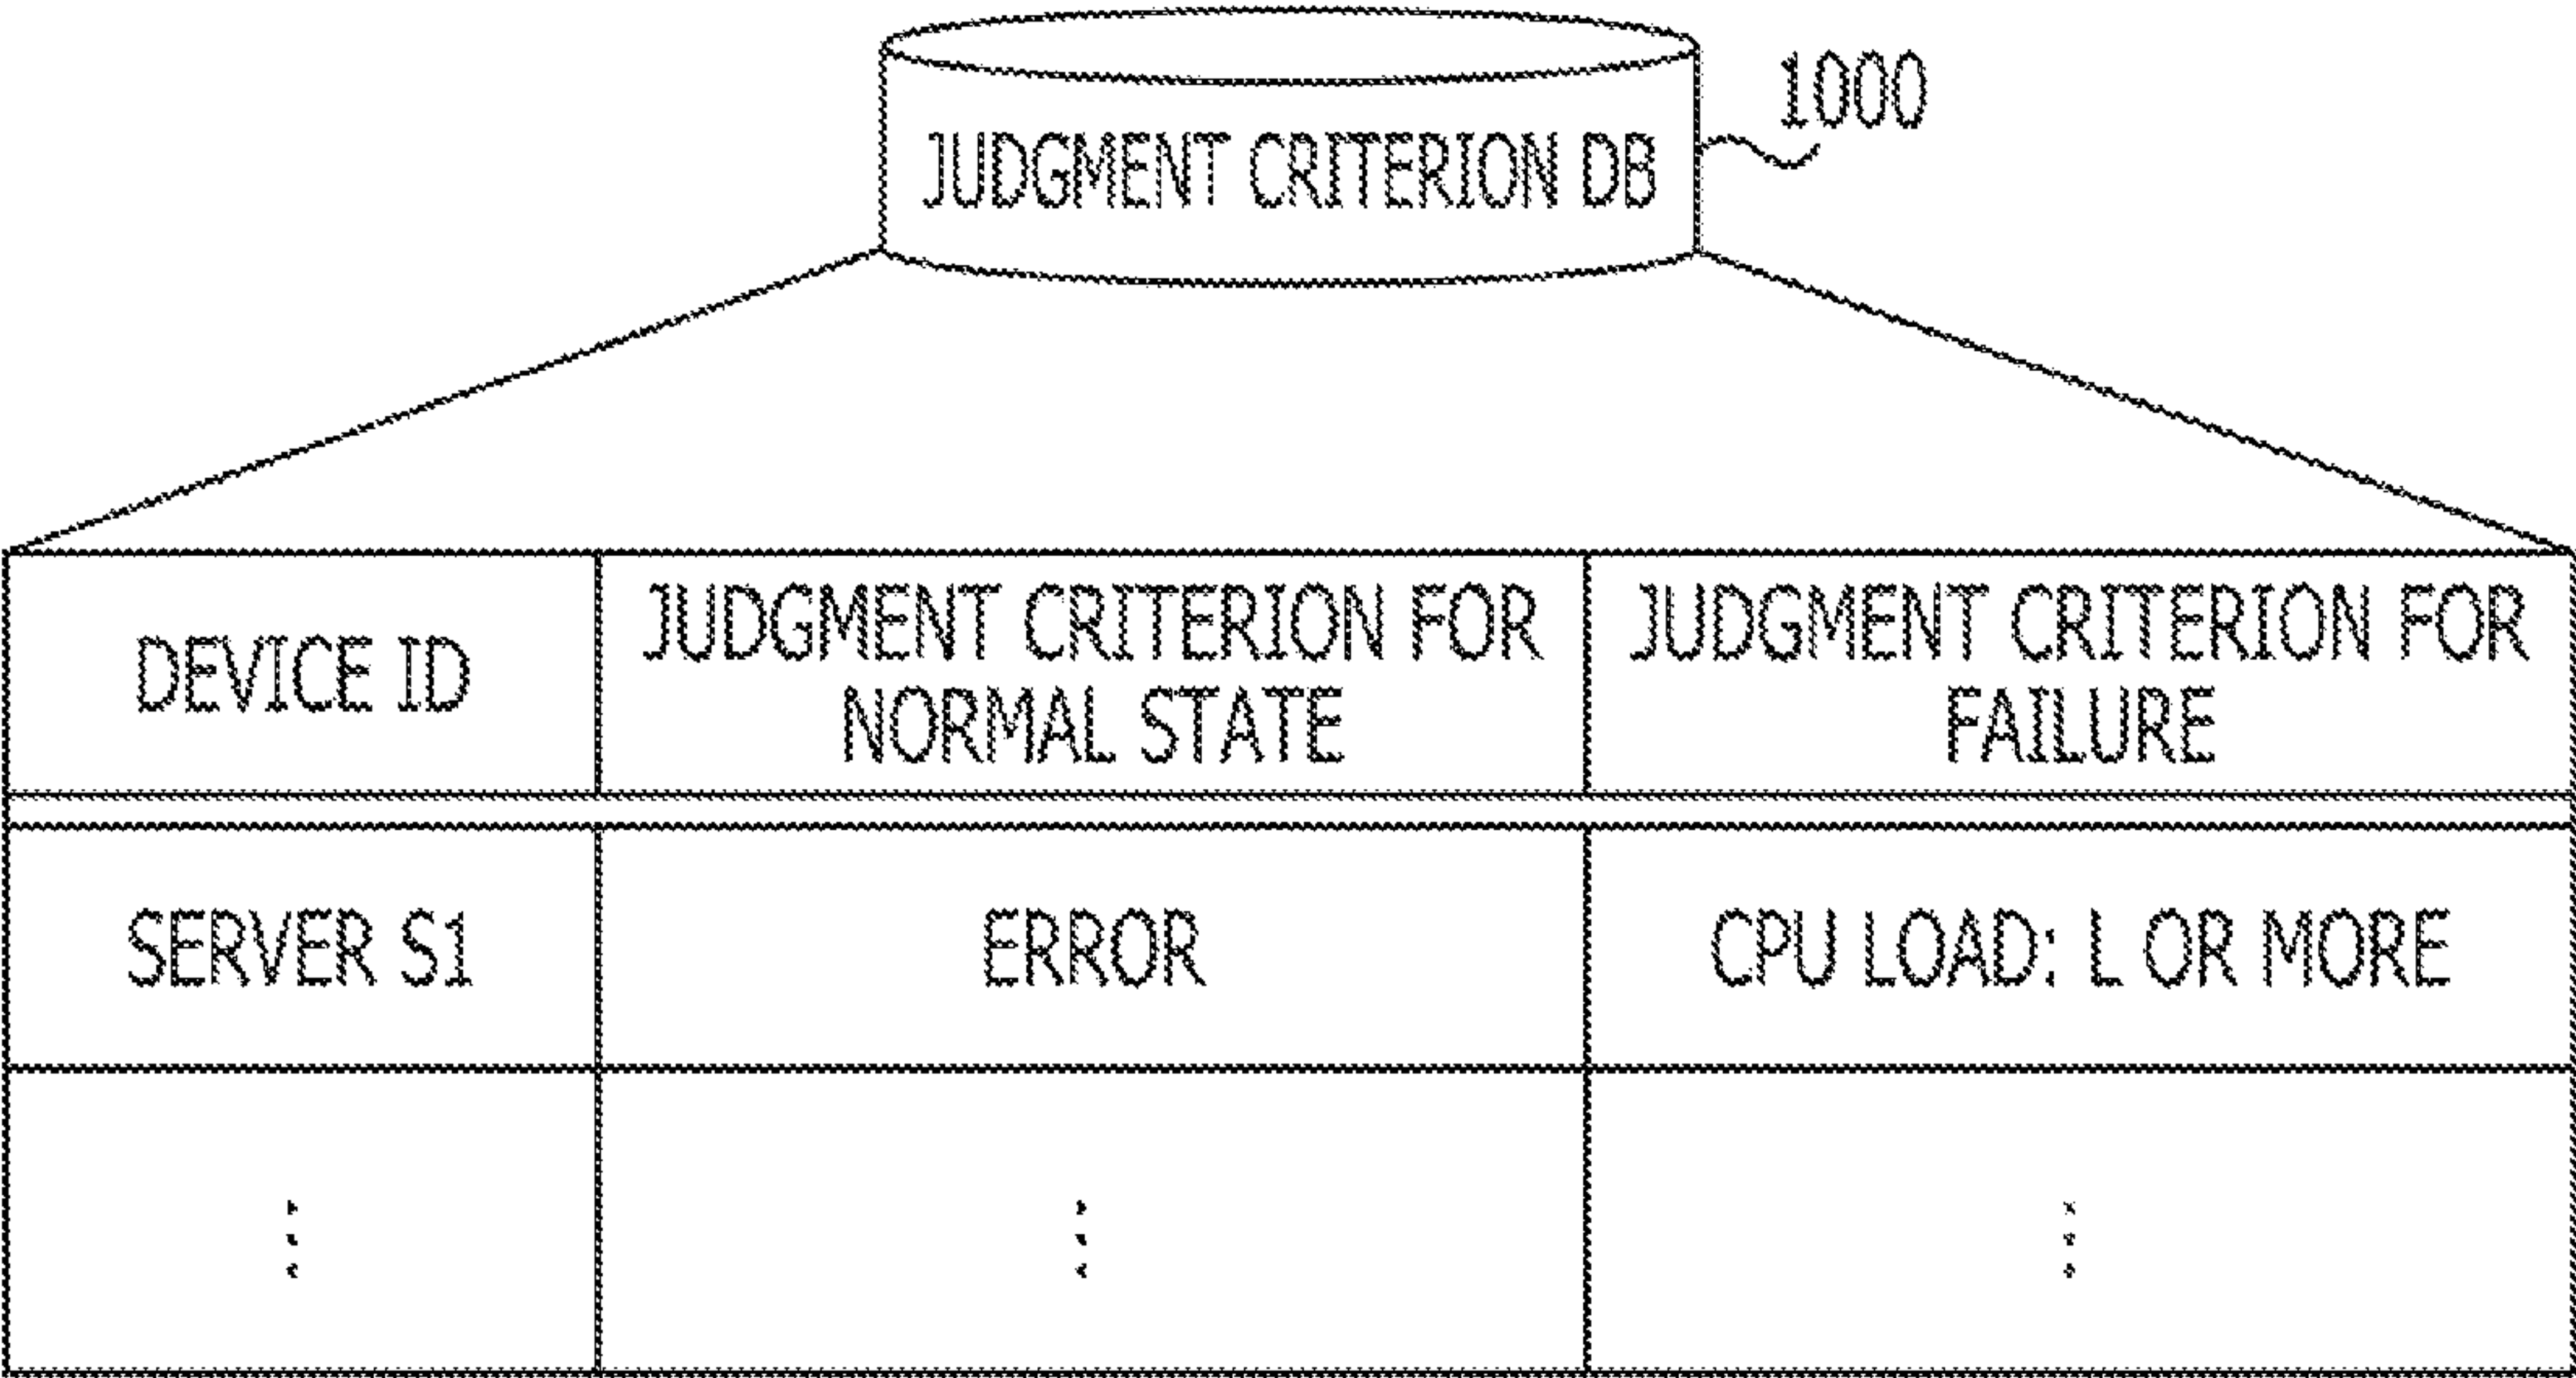 1000
JUDGMENT CRITERION DB
DEVICE ID
JUDGMENT CRITERION FOR
NORMAL STATE
JUDGMENT CRITERION FOR
FAILURE
SERVER S1
ERROR
CPU LOAD: L OR MORE